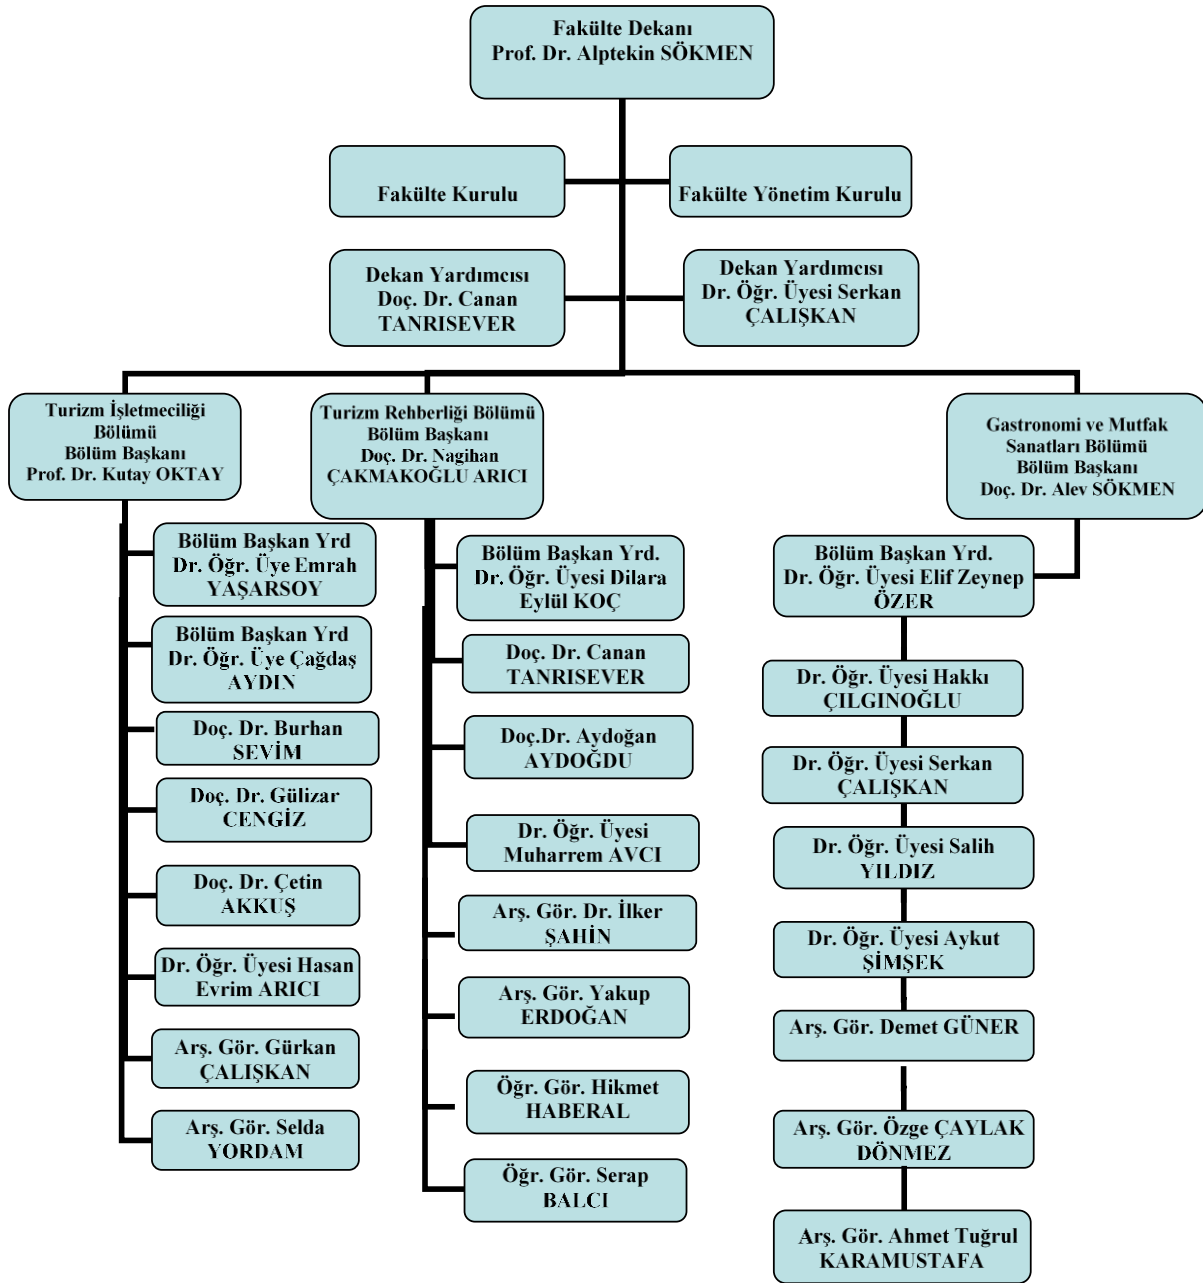 Fakülte Dekanı
Prof. Dr. Alptekin SÖKMEN
Fakülte Kurulu
Fakülte Yönetim Kurulu
Dekan Yardımcısı
Doç. Dr. Canan
TANRISEVER
Dekan Yardımcısı
Dr. Öğr. Üyesi Serkan
ÇALIŞKAN
Turizm İşletmeciliği
Bölümü
Bölüm Başkanı
Prof. Dr. Kutay OKTAY
Bölüm Başkan Yrd
Dr. Öğr. Üye Emrah
YAŞARSOY
Bölüm Başkan Yrd
Dr. Öğr. Üye Çağdaş
AYDIN
Doç. Dr. Burhan
SEVİM
Doç. Dr. Gülizar
CENGİZ
Doç. Dr. Çetin
AKKUŞ
Dr. Öğr. Üyesi Hasan
Evrim ARICI
Arş. Gör. Gürkan
ÇALIŞKAN
Arş. Gör. Selda
YORDAM
Turizm Rehberliği Bölümü
Bölüm Başkanı
Doç. Dr. Nagihan
ÇAKMAKOĞLU ARICI
Bölüm Başkan Yrd.
Dr. Öğr. Üyesi Dilara
Eylül KOÇ
Doç. Dr. Canan
TANRISEVER
Doç.Dr. Aydoğan
AYDOĞDU
Dr. Öğr. Üyesi
Muharrem AVCI
Arş. Gör. Dr. İlker
ŞAHİN
Arş. Gör. Yakup
ERDOĞAN
Öğr. Gör. Hikmet
HABERAL
Öğr. Gör. Serap
BALCI
Gastronomi ve Mutfak
Sanatları Bölümü
Bölüm Başkanı
Doç. Dr. Alev SÖKMEN
Bölüm Başkan Yrd.
Dr. Öğr. Üyesi Elif Zeynep
ÖZER
Dr. Öğr. Üyesi Hakkı
ÇILGINOĞLU
Dr. Öğr. Üyesi Serkan
ÇALIŞKAN
Dr. Öğr. Üyesi Salih
YILDIZ
Dr. Öğr. Üyesi Aykut
ŞİMŞEK
Arş. Gör. Demet GÜNER
Arş. Gör. Özge ÇAYLAK
DÖNMEZ
Arş. Gör. Ahmet Tuğrul
KARAMUSTAFA